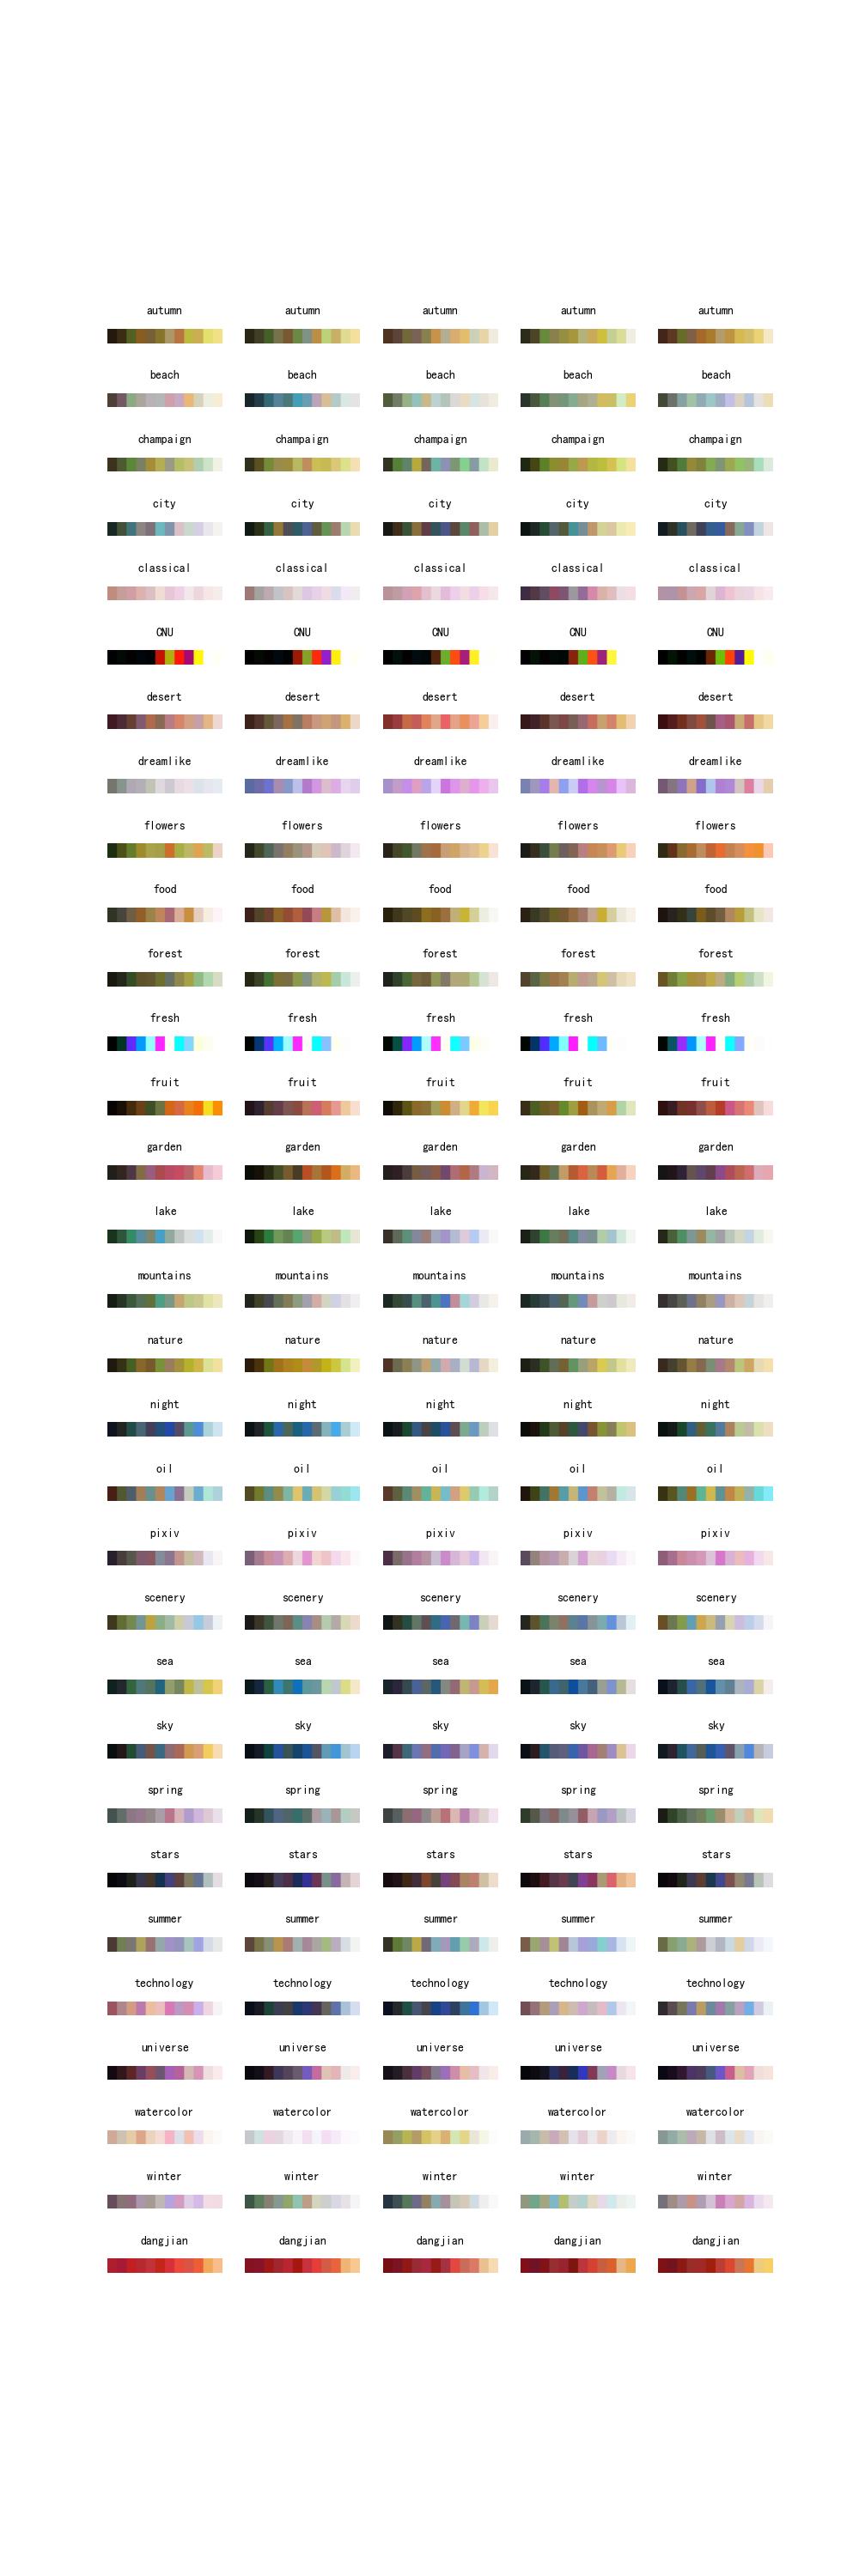 autumn autumn autumn autumn autumn
beach beach beach beach beach
champaign champaign champaign champaign champaign
city city city city city
classical classical classical classical classical
CNU CNU CNU CNU CNU
desert desert desert desert desert
dreamlike dreamlike dreamlike dreamlike dreamlike
flowers flowers flowers flowers flowers
food food food food food
forest forest forest forest forest
fresh fresh fresh fresh fresh
fruit fruit fruit fruit fruit
garden garden garden garden garden
lake lake lake lake lake
mountains mountains mountains mountains mountains
nature nature nature nature nature
night night night night night
oil oil oil oil oil
pixiv pixiv pixiv pixiv pixiv
scenery scenery scenery scenery scenery
sea sea sea sea sea
sky sky sky sky sky
spring spring spring spring spring
stars stars stars stars stars
summer summer summer summer summer
technology technology technology technology technology
universe universe universe universe universe
watercolor watercolor watercolor watercolor watercolor
winter winter winter winter winter
dangjian dangjian dangjian dangjian dangjian